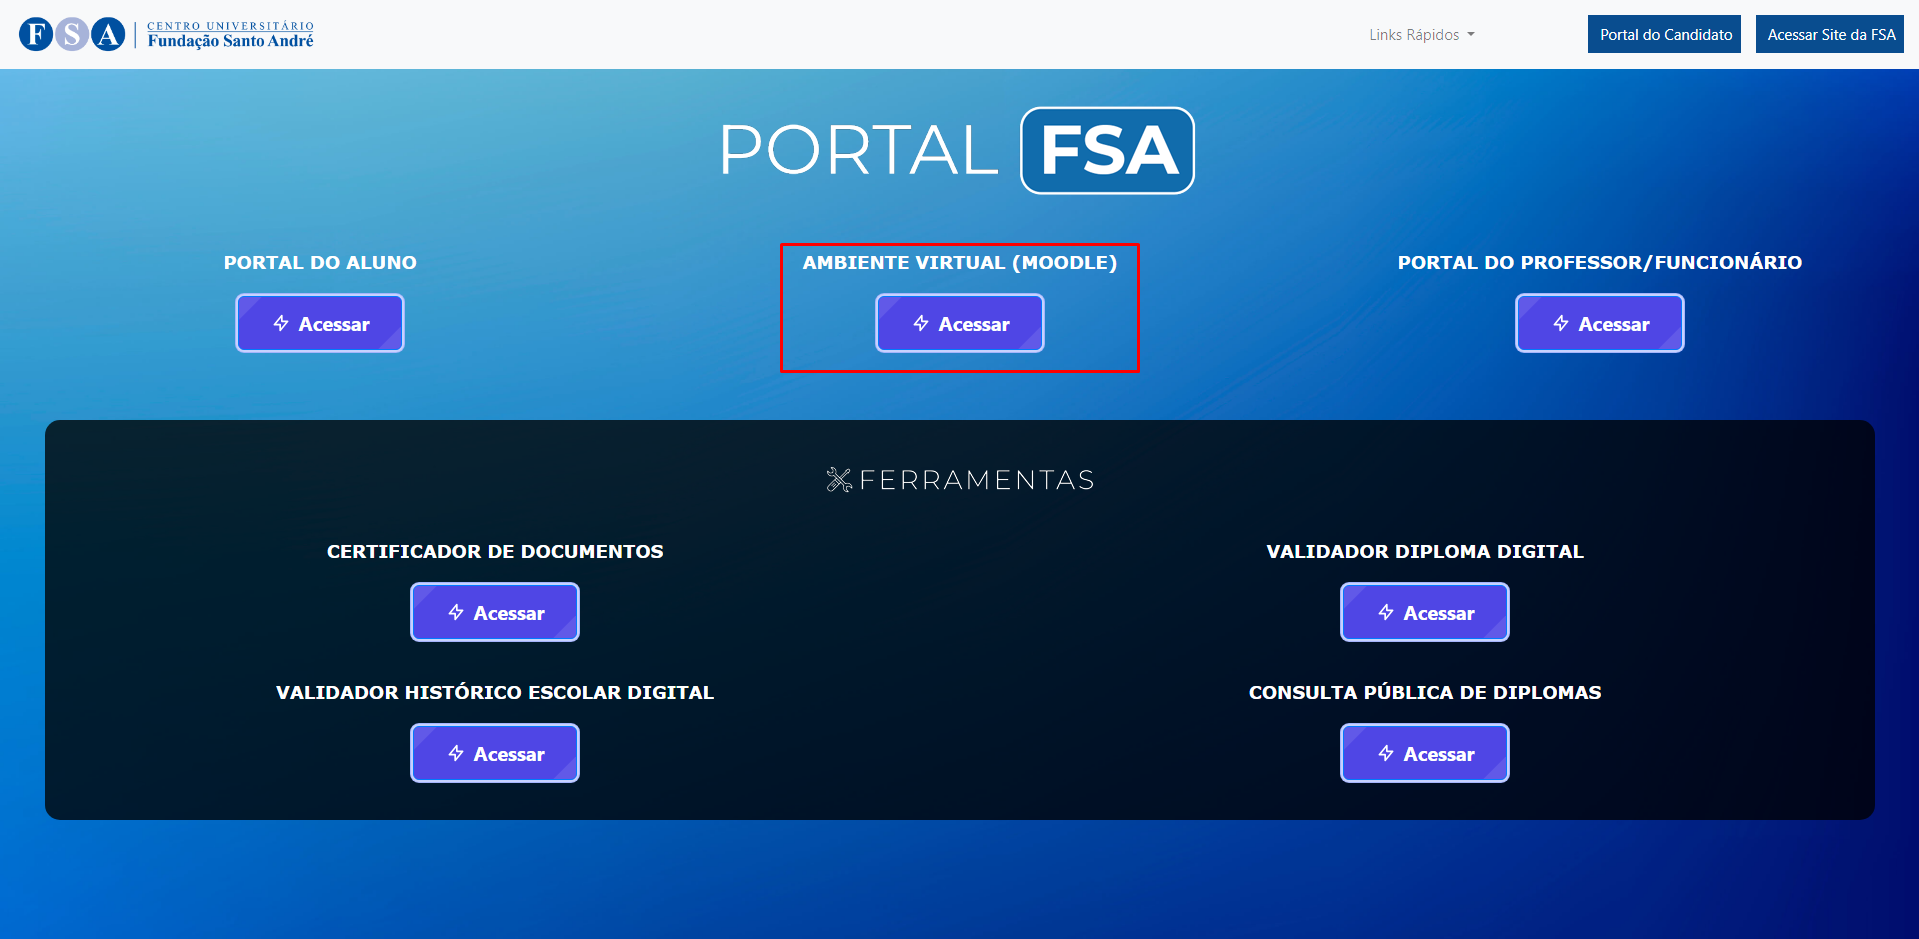 FSA CENTRO UNIVERSITÁRIO
Fundação Santo André
Links Rápidos
Portal do Candidato
Acessar Site da FSA
PORTAL FSA
PORTAL DO ALUNO
Acessar
AMBIENTE VIRTUAL (MOODLE)
Acessar
PORTAL DO PROFESSOR/FUNCIONÁRIO
Acessar
FERRAMENTAS
CERTIFICADOR DE DOCUMENTOS
Acessar
VALIDADOR DIPLOMA DIGITAL
Acessar
VALIDADOR HISTÓRICO ESCOLAR DIGITAL
Acessar
CONSULTA PÚBLICA DE DIPLOMAS
Acessar